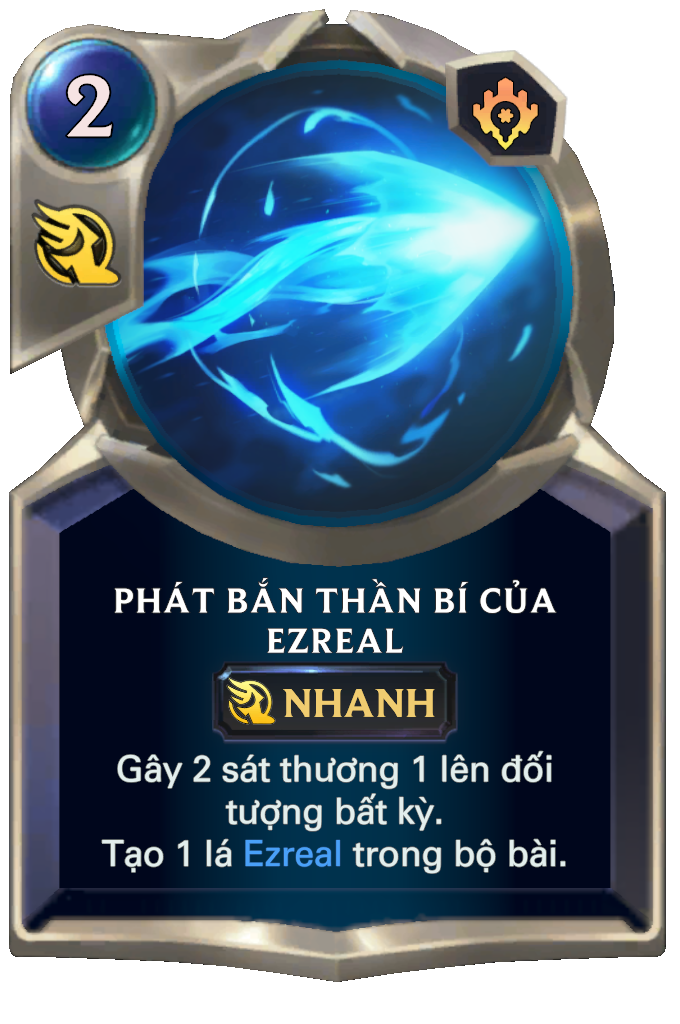 2
PHÁT BẮN THẦN BÍ CỦA
EZREAL
NHANH
Gây 2 sát thương 1 lên đối
tượng bất kỳ.
Tạo 1 lá Ezreal trong bộ bài.